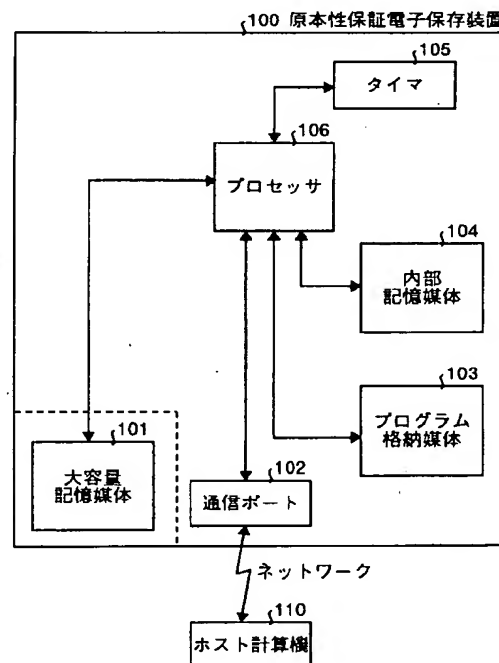 100 原本性保証電子保存装置
105
タイマ
106
プロセッサ
104
内部
記憶媒体
103
プログラム
格納媒体
101
大容量
記憶媒体
102
通信ポート
ネットワーク
110
ホスト計算機